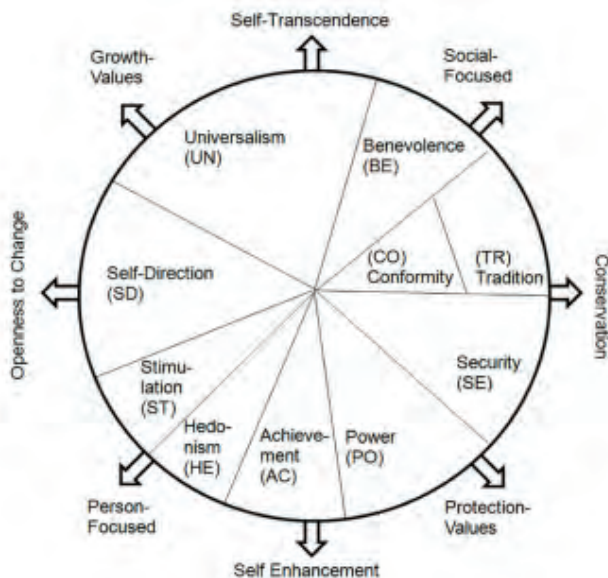 Self-Transcendence
Growth-
Values
Social-
Focused
Universalism
(UN)
Benevolence
(BE)
(CO)
Conformity
(TR)
Tradition
Openness to Change
Self-Direction
(SD)
Conservation
Security
(SE)
Stimu-
lation
(ST)
Hedo-
nism
(HE)
Achieve-
ment
(AC)
Power
(PO)
Person-
Focused
Protection-
Values
Self Enhancement